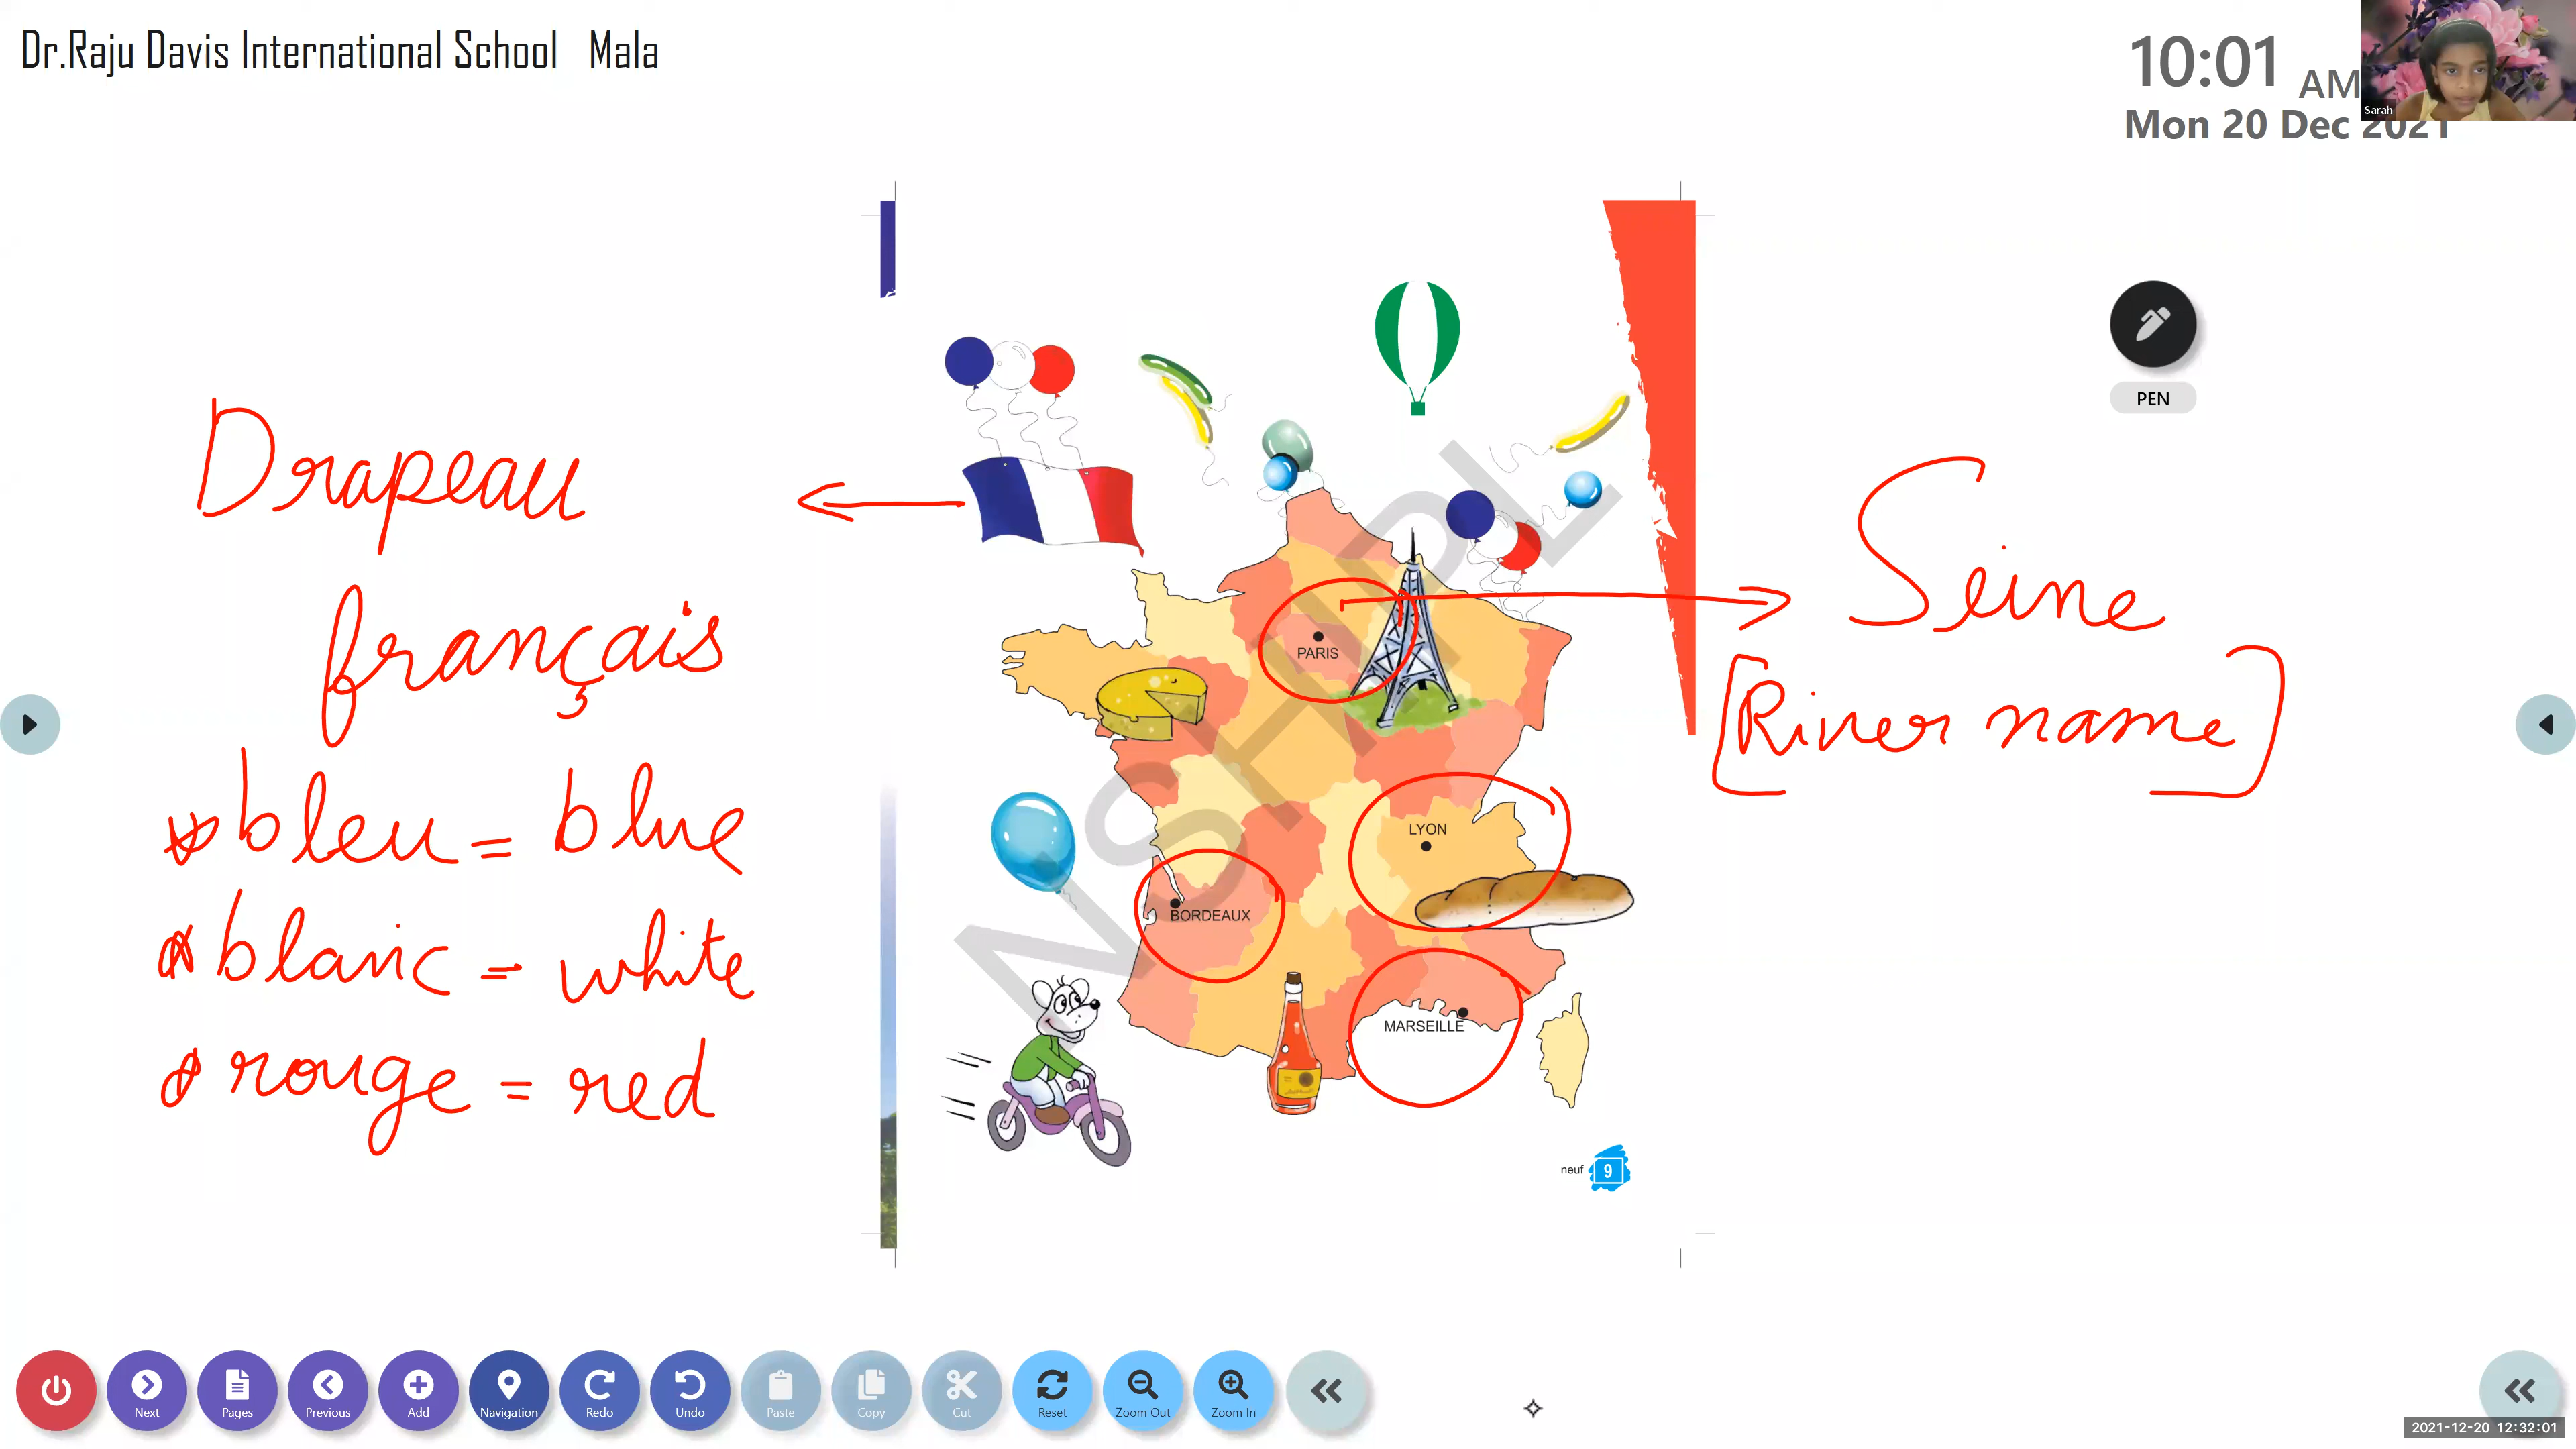 Dr.Raju Davis International School Mala
10:01 AM
Mon 20 Dec 2021
Sarah
PEN
Drapeau
français
bleu = blue
blanc = white
rouge = red
Seine
[River name]
PARIS
LYON
BORDEAUX
MARSEILLE
NSHIPL
neuf 9
Next
Pages
Previous
Add
Navigation
Redo
Undo
Paste
Copy
Cut
Reset
Zoom Out
Zoom In
2021-12-20 12:32:01